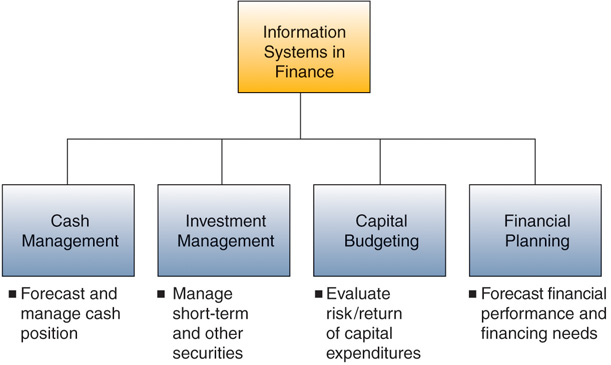 Information
Systems in
Finance
Cash
Management
Investment
Management
Capital
Budgeting
Financial
Planning
■ Forecast and
manage cash
position
■ Manage
short-term
and other
securities
■ Evaluate
risk/return
of capital
expenditures
■ Forecast financial
performance and
financing needs